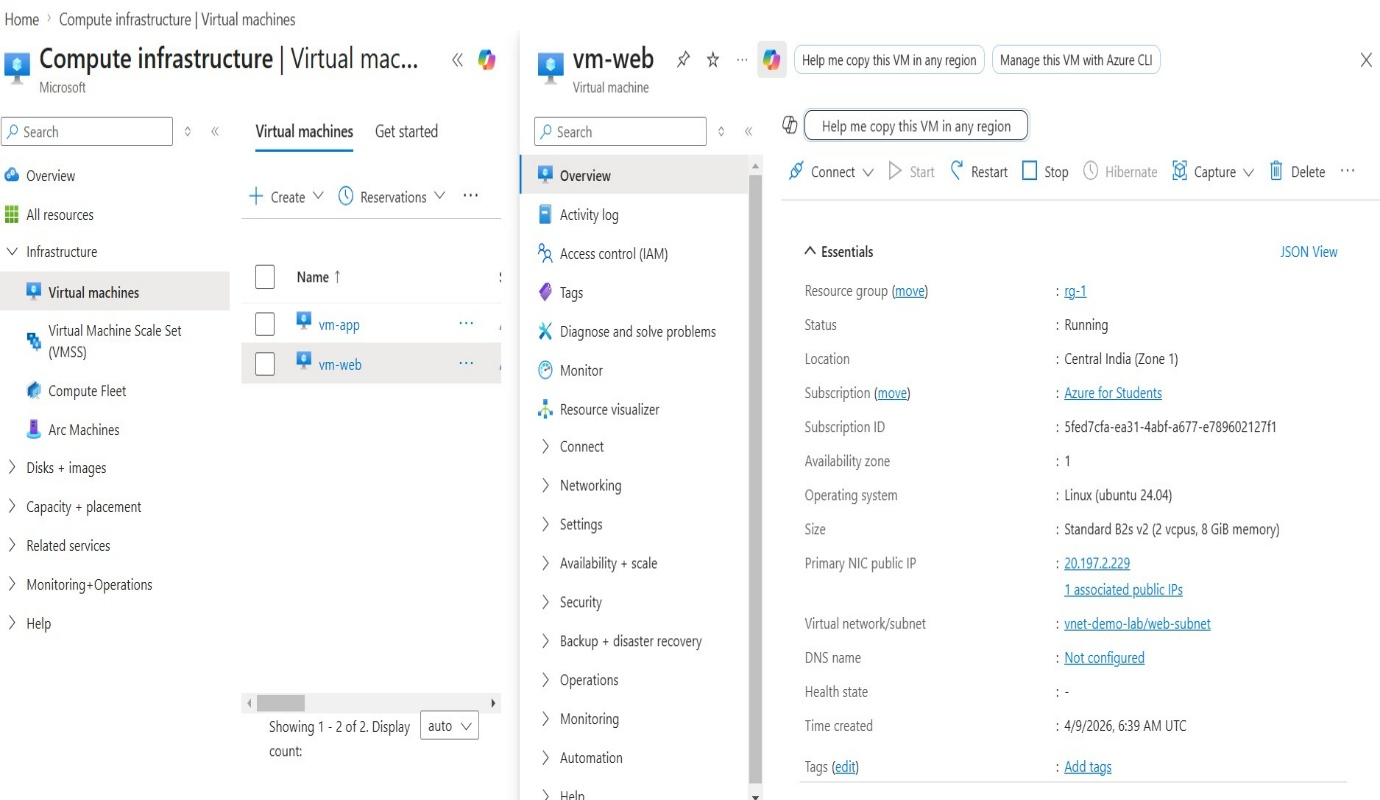 Home > Compute infrastructure | Virtual machines
Compute infrastructure | Virtual mac...
Microsoft
Search
Overview
All resources
Infrastructure
Virtual machines
Virtual Machine Scale Set
(VMSS)
Compute Fleet
Arc Machines
Disks + images
Capacity + placement
Related services
Monitoring+Operations
Help
Virtual machines Get started
Create Reservations ...
Name ↑
vm-app ...
vm-web ...
Showing 1 - 2 of 2. Display
count:
auto
vm-web ...
Virtual machine
Help me copy this VM in any region
Manage this VM with Azure CLI
Search
Overview
Activity log
Access control (IAM)
Tags
Diagnose and solve problems
Monitor
Resource visualizer
Connect
Networking
Settings
Availability + scale
Security
Backup + disaster recovery
Operations
Monitoring
Automation
Help
Help me copy this VM in any region
Connect Start Restart Stop Hibernate Capture Delete ...
Essentials JSON View
Resource group (move) : rg-1
Status : Running
Location : Central India (Zone 1)
Subscription (move) : Azure for Students
Subscription ID : 5fed7cfa-ea31-4abf-a677-e789602127f1
Availability zone : 1
Operating system : Linux (ubuntu 24.04)
Size : Standard B2s v2 (2 vcpus, 8 GiB memory)
Primary NIC public IP : 20.197.2.229
1 associated public IPs
Virtual network/subnet : vnet-demo-lab/web-subnet
DNS name : Not configured
Health state : -
Time created : 4/9/2026, 6:39 AM UTC
Tags (edit) : Add tags